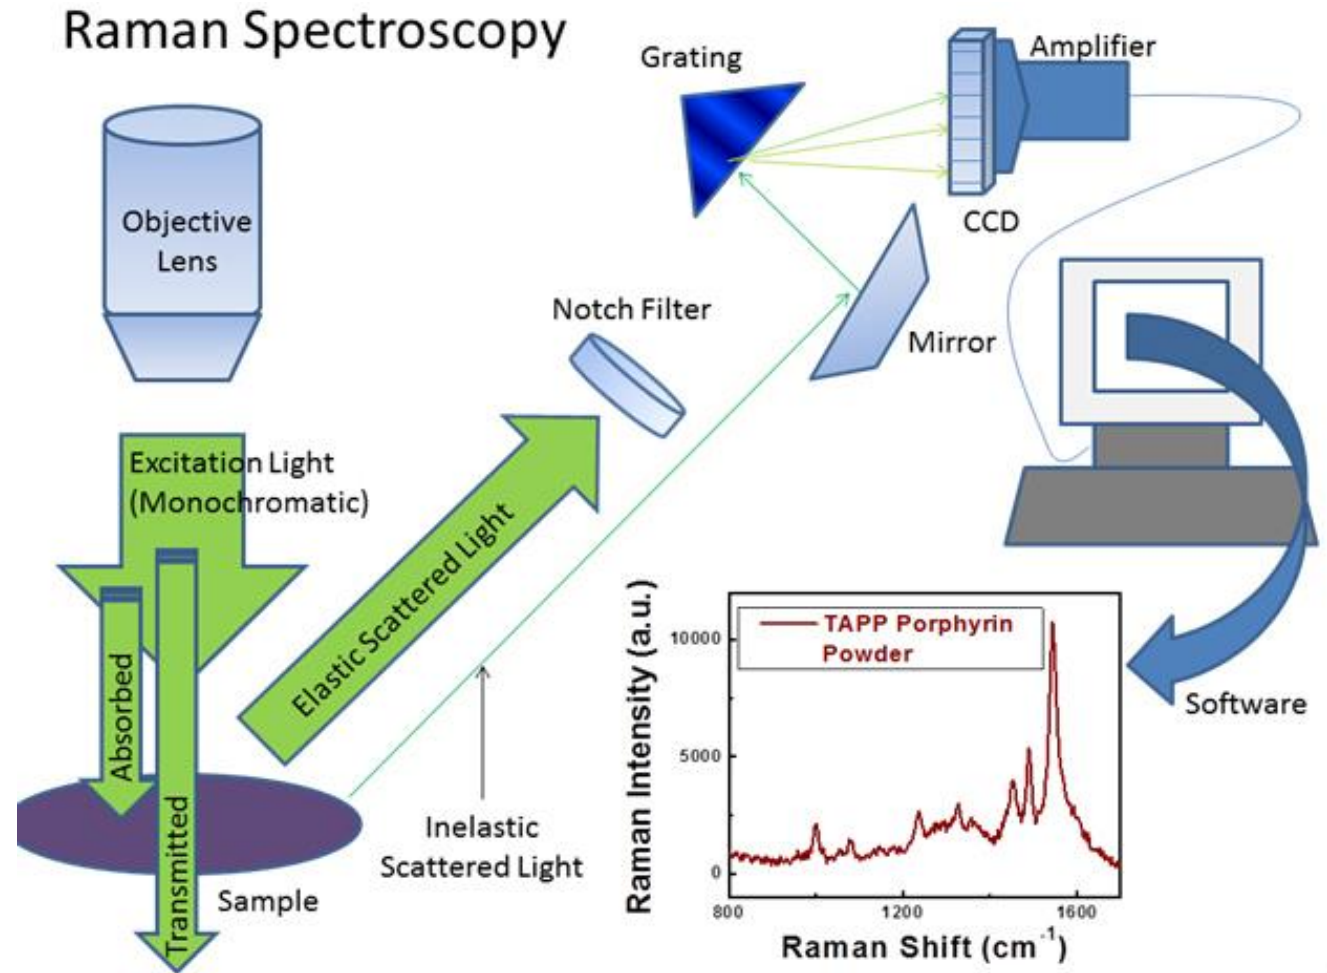 Raman Spectroscopy
Objective
Lens
Excitation Light
(Monochromatic)
Absorbed
Transmitted
Sample
Elastic Scattered Light
Inelastic
Scattered Light
Notch Filter
Mirror
Grating
CCD
Amplifier
Software
Raman Intensity (a.u.)
10000
5000
0
TAPP Porphyrin
Powder
800
1200
1600
Raman Shift (cm⁻¹)